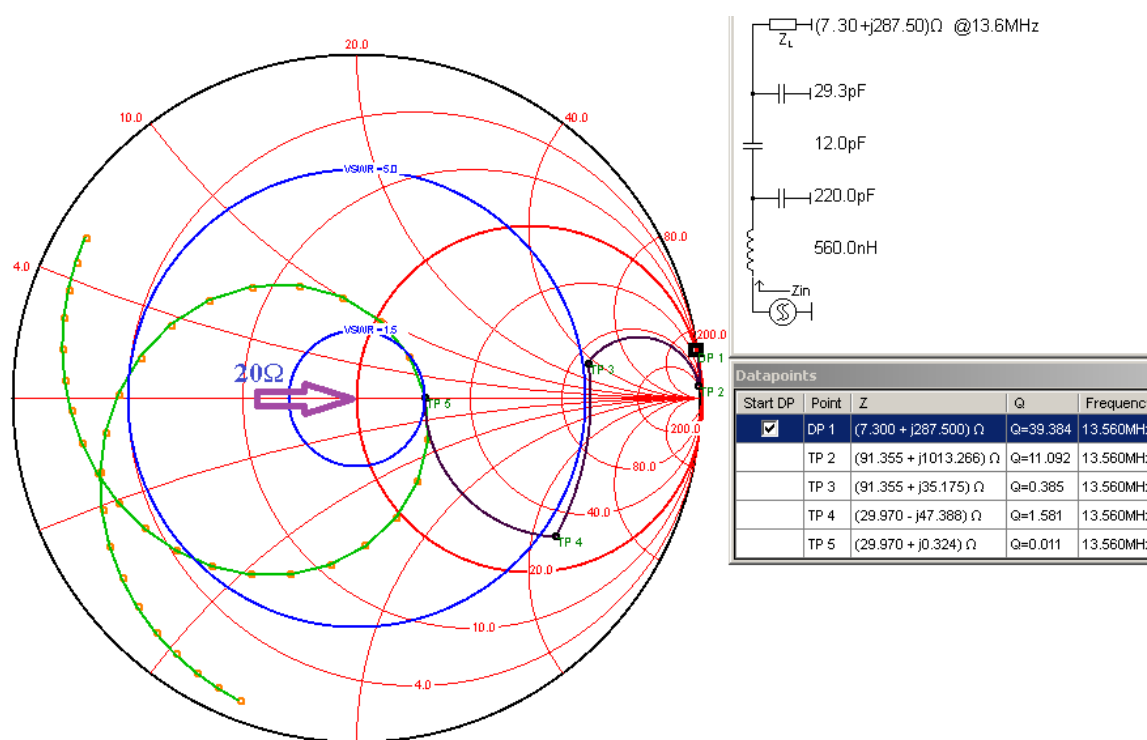 20.0
10.0
40.0
VSWR =5.0
80.0
4.0
VSWR =1.5
200.0
DP 1
TP 3
20Ω
TP 2
TP 5
200.0
80.0
40.0
TP 4
20.0
10.0
4.0
(7.30 +j287.50)Ω @13.6MHz
ZL
29.3pF
12.0pF
220.0pF
560.0nH
Zin
Datapoints
Start DP Point Z Q Frequenc
DP 1 (7.300 + j287.500) Ω Q=39.384 13.560MHz
TP 2 (91.355 + j1013.266) Ω Q=11.092 13.560MHz
TP 3 (91.355 + j35.175) Ω Q=0.385 13.560MHz
TP 4 (29.970 - j47.388) Ω Q=1.581 13.560MHz
TP 5 (29.970 + j0.324) Ω Q=0.011 13.560MHz